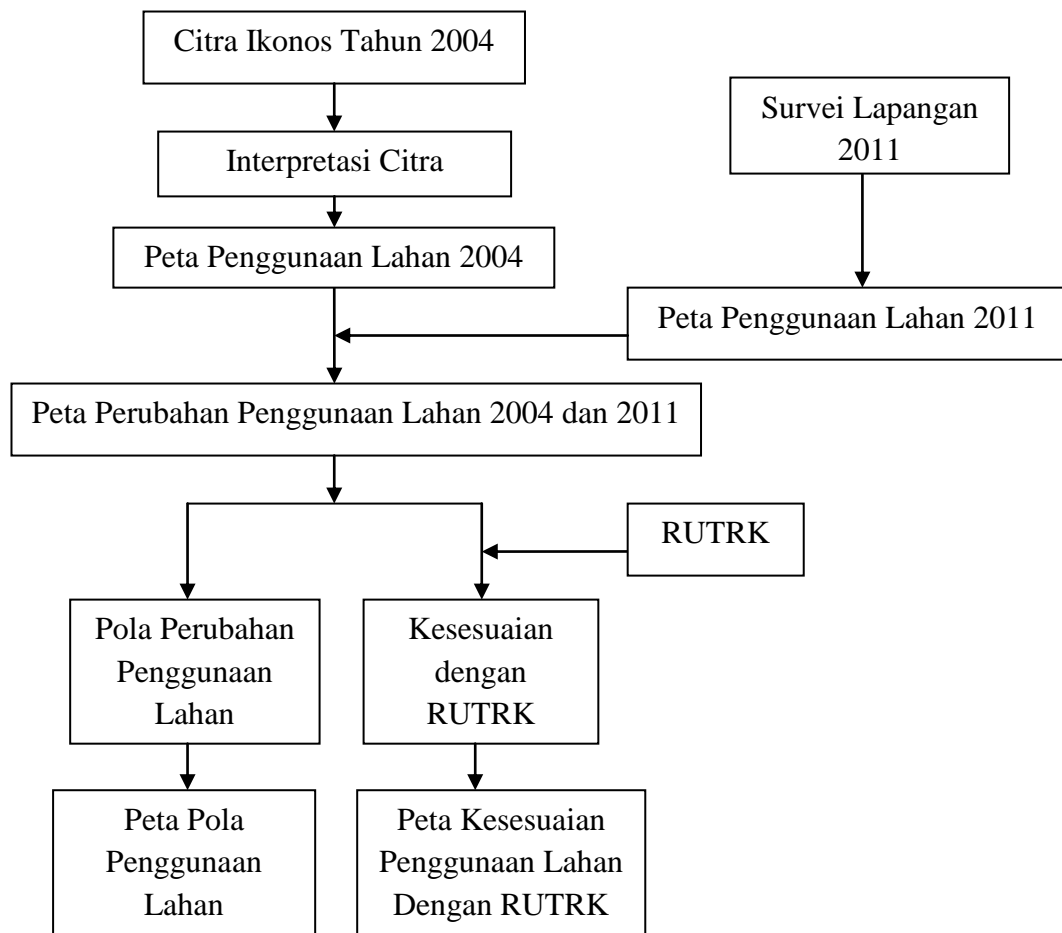 Citra Ikonos Tahun 2004
Survei Lapangan
2011
Interpretasi Citra
Peta Penggunaan Lahan 2004
Peta Penggunaan Lahan 2011
Peta Perubahan Penggunaan Lahan 2004 dan 2011
RUTRK
Pola Perubahan
Penggunaan
Lahan
Kesesuaian
dengan
RUTRK
Peta Pola
Penggunaan
Lahan
Peta Kesesuaian
Penggunaan Lahan
Dengan RUTRK